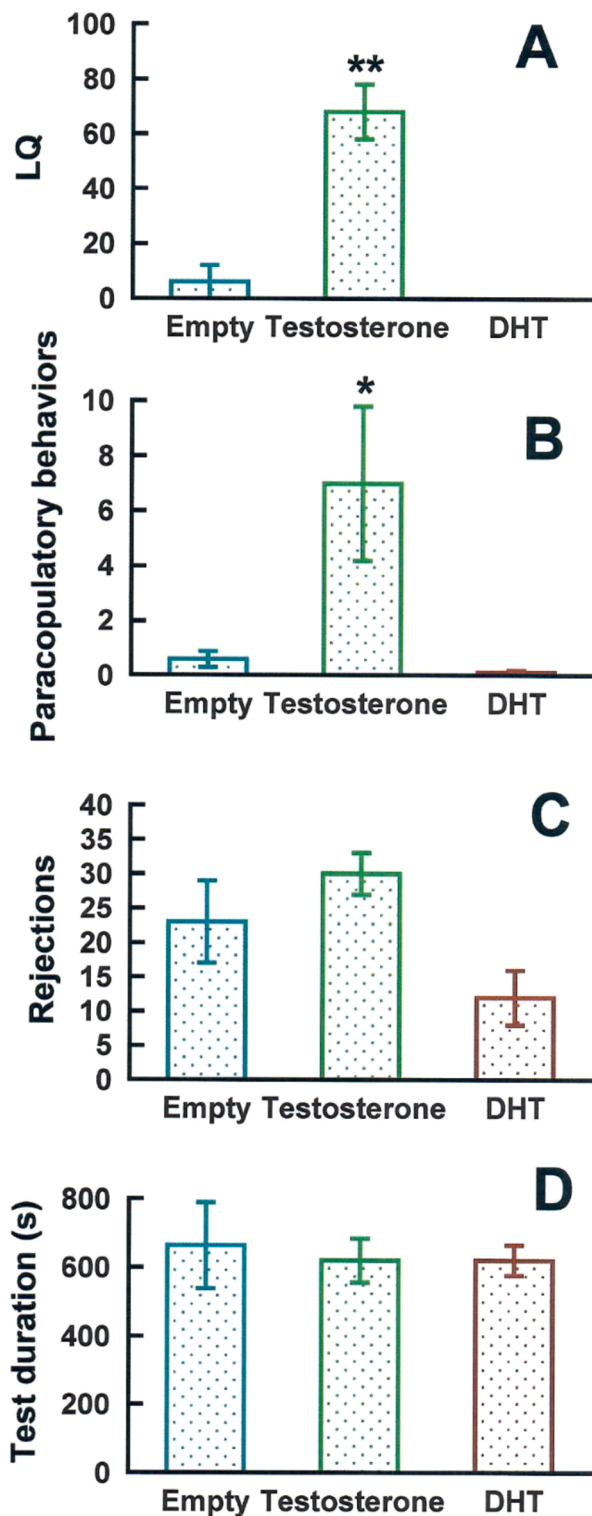 A
LQ
100
80
60
40
20
0
**
Empty Testosterone DHT
B
Paracopulatory behaviors
10
8
6
4
2
0
*
Empty Testosterone DHT
C
Rejections
40
35
30
25
20
15
10
5
0
Empty Testosterone DHT
D
Test duration (s)
800
600
400
200
0
Empty Testosterone DHT